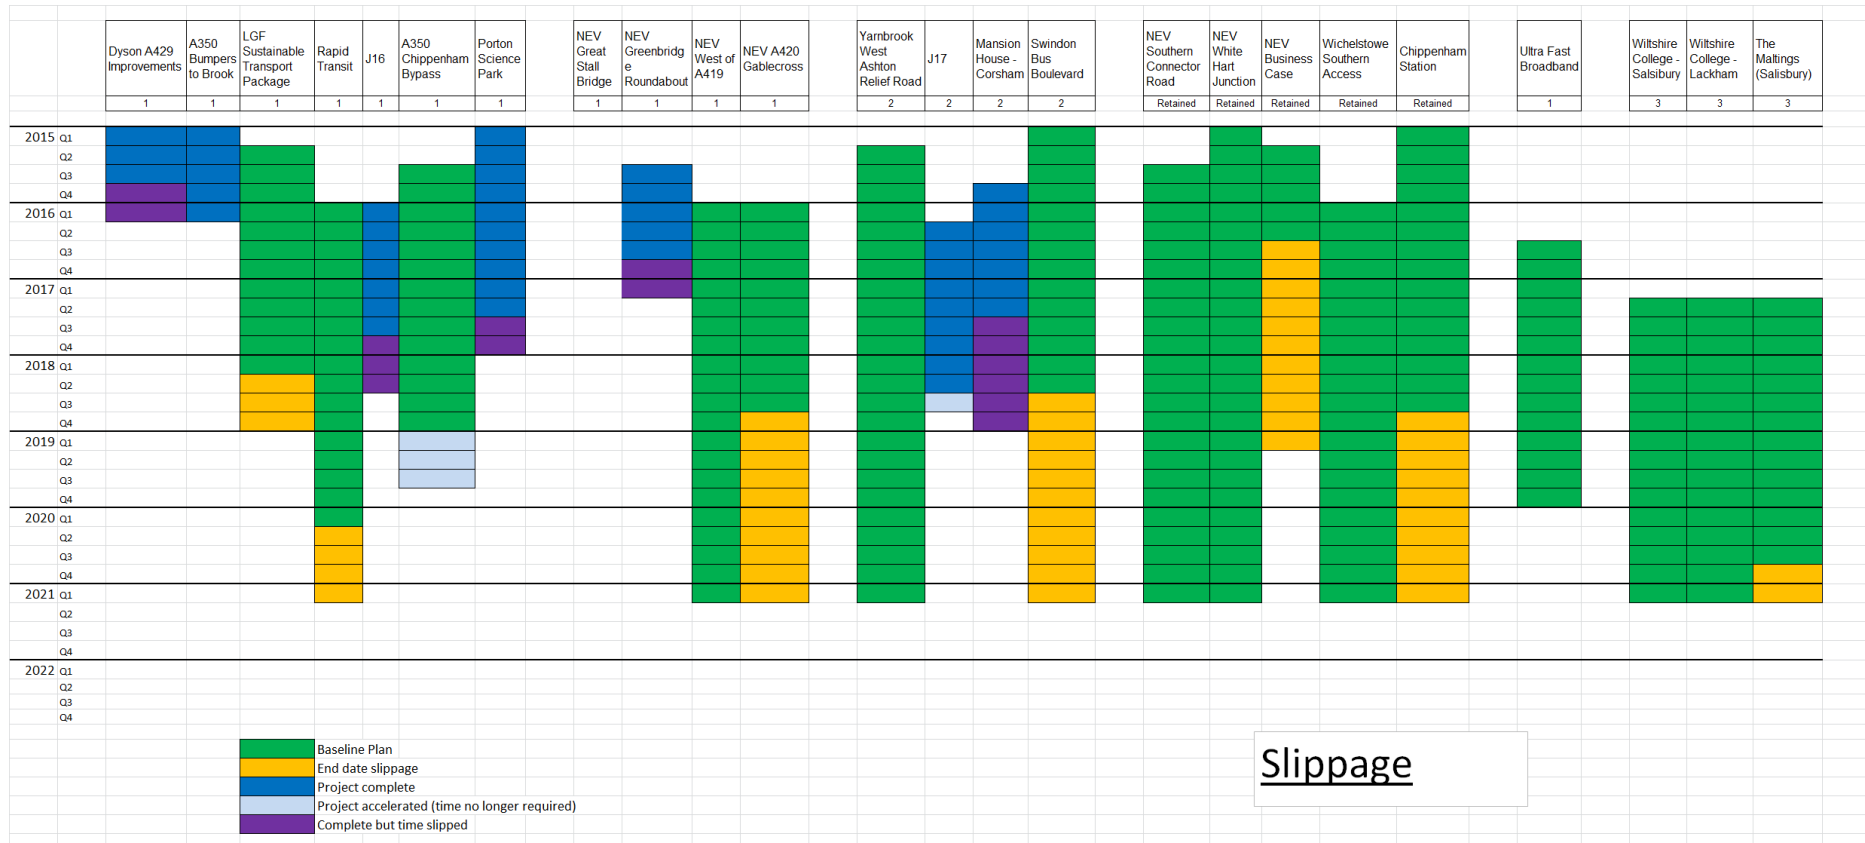 Dyson A429
Improvements
A350
Bumpers
to Brook
LGF
Sustainable
Transport
Package
Rapid
Transit
J16
A350
Chippenham
Bypass
Porton
Science
Park
NEV
Great
Stall
Bridge
NEV
Greenbridg
e
Roundabout
NEV
West of
A419
NEV A420
Gablecross
Yarnbrook
West
Ashton
Relief Road
J17
Mansion
House -
Corsham
Swindon
Bus
Boulevard
NEV
Southern
Connector
Road
NEV
White
Hart
Junction
NEV
Business
Case
Wichelstowe
Southern
Access
Chippenham
Station
Ultra Fast
Broadband
Wiltshire
College -
Salsibury
Wiltshire
College -
Lackham
The
Maltings
(Salisbury)
1 1 1 1 1 1 1 1 1 1 1 2 2 2 2 Retained Retained Retained Retained Retained 1 3 3 3
2015 Q1
Q2
Q3
Q4
2016 Q1
Q2
Q3
Q4
2017 Q1
Q2
Q3
Q4
2018 Q1
Q2
Q3
Q4
2019 Q1
Q2
Q3
Q4
2020 Q1
Q2
Q3
Q4
2021 Q1
Q2
Q3
Q4
2022 Q1
Q2
Q3
Q4
Baseline Plan
End date slippage
Project complete
Project accelerated (time no longer required)
Complete but time slipped
Slippage